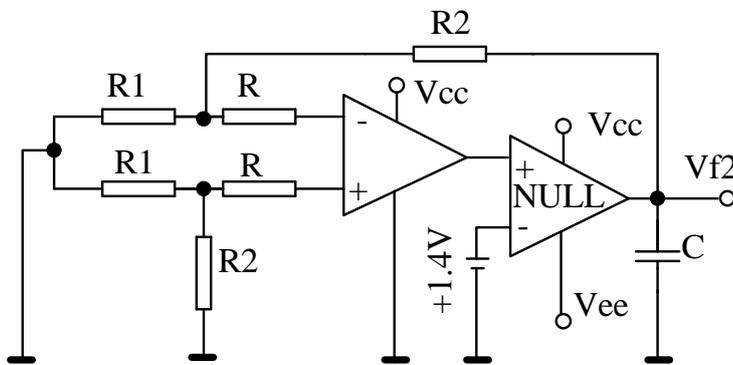 R2
R1
R
Vcc
-
R1
R
+
Vcc
+
NULL
-
Vf2
R2
+1.4V
C
Vee